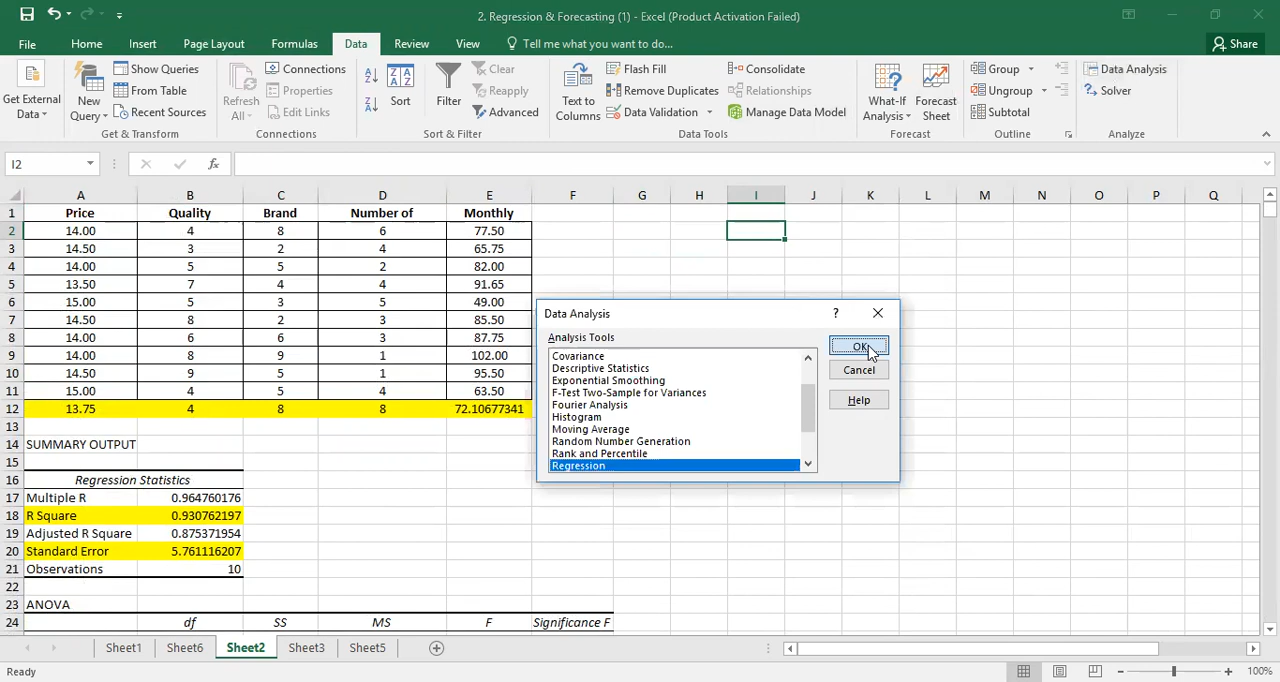 2. Regression & Forecasting (1) - Excel (Product Activation Failed)
File Home Insert Page Layout Formulas Data Review View Tell me what you want to do... Share
Get External Data
New Query
Show Queries
From Table
Recent Sources
Get & Transform
Refresh All
Connections
Properties
Edit Links
Connections
Sort
Filter
Clear
Reapply
Advanced
Sort & Filter
Text to Columns
Flash Fill
Remove Duplicates
Data Validation
Consolidate
Relationships
Manage Data Model
Data Tools
What-If Analysis
Forecast Sheet
Forecast
Group
Ungroup
Subtotal
Outline
Data Analysis
Solver
Analyze
I2 fx
A B C D E F G H I J K L M N O P Q
1 Price Quality Brand Number of Monthly
2 14.00 4 8 6 77.50
3 14.50 3 2 4 65.75
4 14.00 5 5 2 82.00
5 13.50 7 4 4 91.65
6 15.00 5 3 5 49.00
7 14.50 8 2 3 85.50
8 14.00 6 8 3 87.75
9 14.00 8 9 1 102.00
10 14.50 9 5 1 95.50
11 15.00 4 5 4 63.50
12 13.75 4 8 8 72.10677341
13
14 SUMMARY OUTPUT
15
16 Regression Statistics
17 Multiple R 0.964760176
18 R Square 0.930762197
19 Adjusted R Square 0.875371954
20 Standard Error 5.761116207
21 Observations 10
22
23 ANOVA
24 df SS MS F Significance F
Data Analysis ?
Analysis Tools
Covariance
Descriptive Statistics
Exponential Smoothing
F-Test Two-Sample for Variances
Fourier Analysis
Histogram
Moving Average
Random Number Generation
Rank and Percentile
Regression
OK
Cancel
Help
Sheet1 Sheet6 Sheet2 Sheet3 Sheet5
Ready 100%